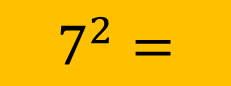 7² =